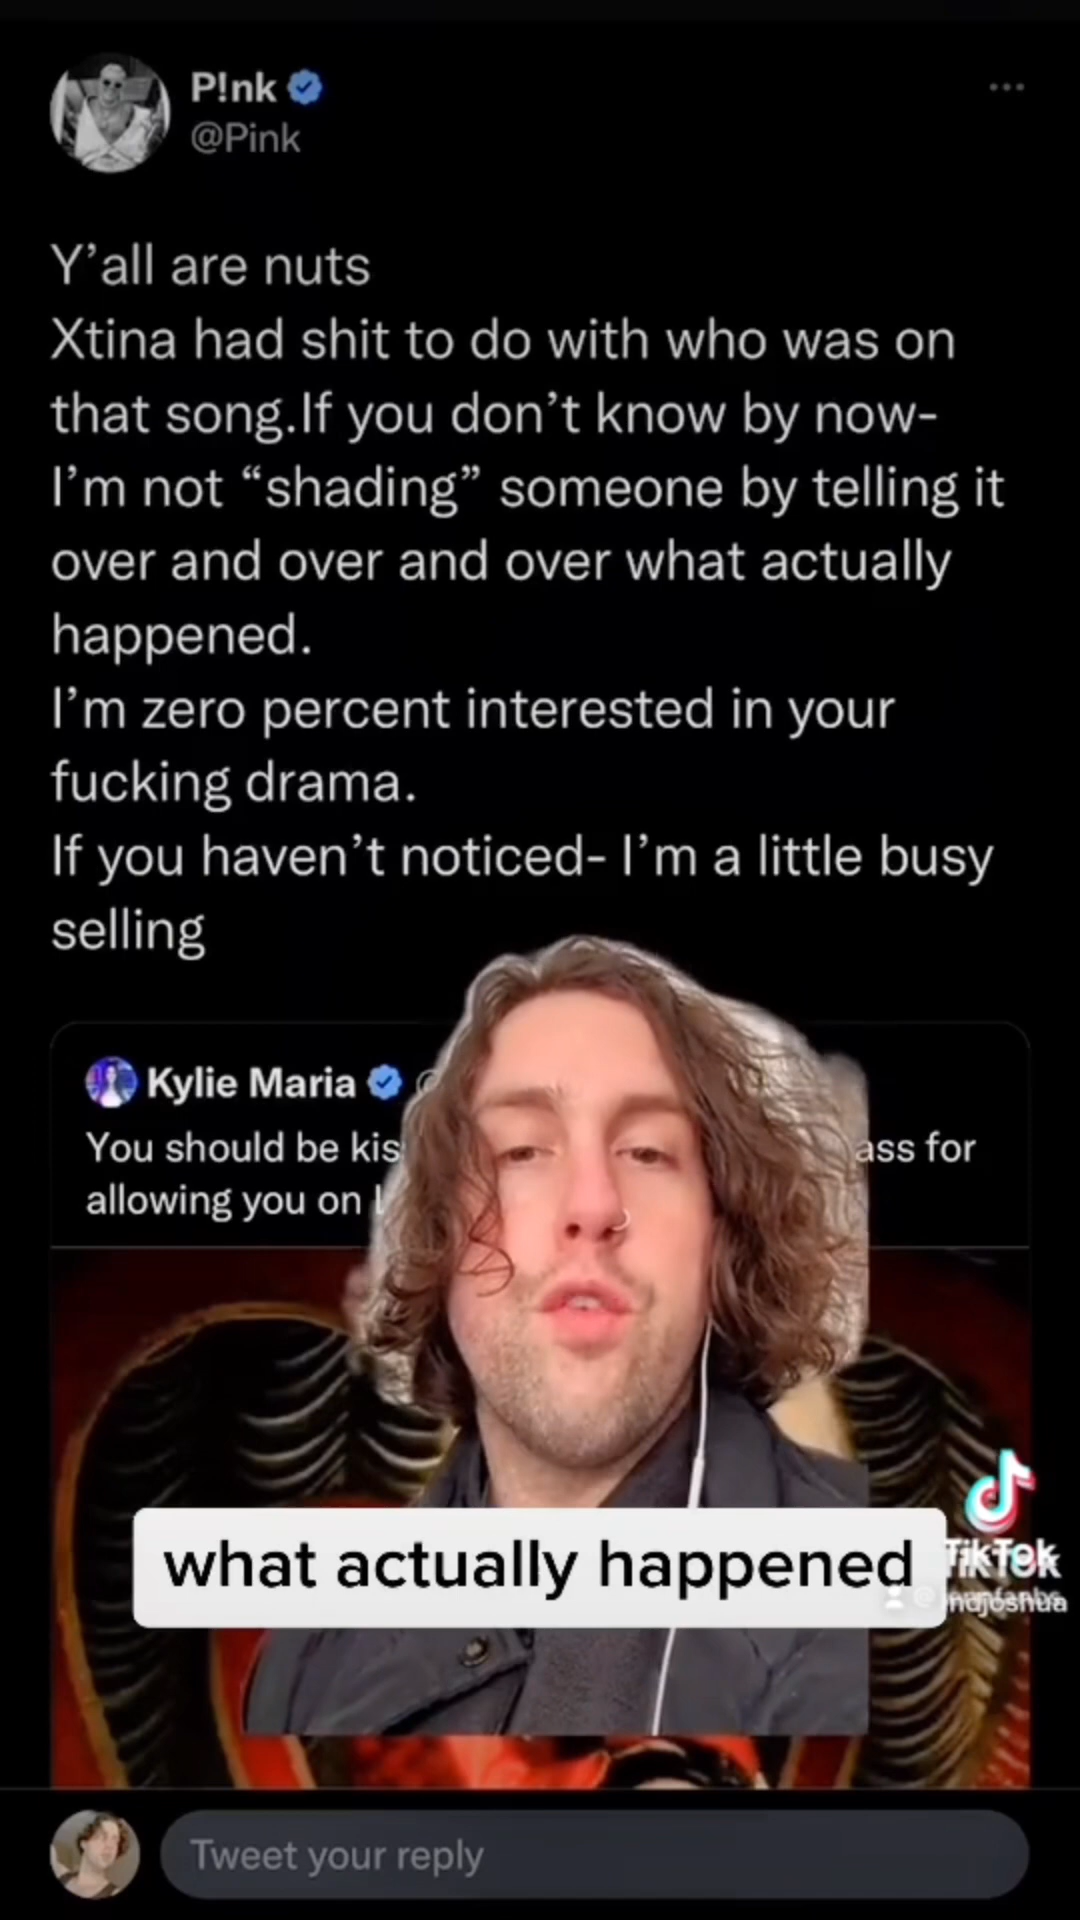 P!nk
@Pink
Y’all are nuts
Xtina had shit to do with who was on
that song.If you don’t know by now-
I’m not “shading” someone by telling it
over and over and over what actually
happened.
I’m zero percent interested in your
fucking drama.
If you haven’t noticed- I’m a little busy
selling
Kylie Maria
You should be kis ass for
allowing you on
what actually happened
TikTok
Tweet your reply